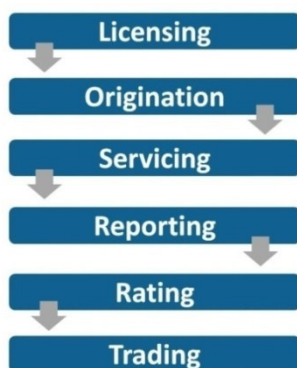 Licensing
Origination
Servicing
Reporting
Rating
Trading